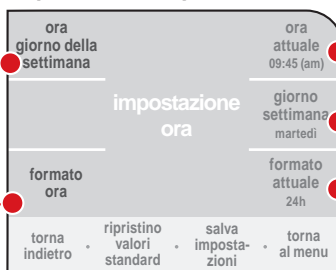 ora
giorno della
settimana
ora
attuale
09:45 (am)
impostazione
ora
giorno
settimana
martedì
formato
ora
formato
attuale
24h
torna
indietro
•
ripristino
valori
standard
•
salva
imposta-
zioni
•
torna
al menu